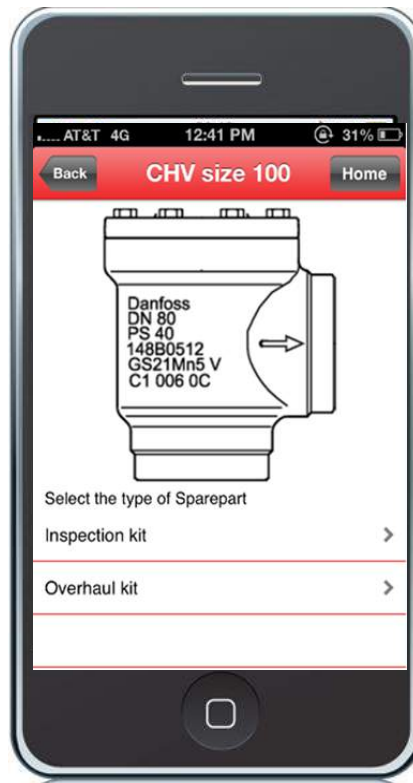 AT&T 4G 12:41 PM 31%
Back CHV size 100 Home
Danfoss
DN 80
PS 40
148B0512
GS21Mn5 V
C1 006 0C
Select the type of Sparepart
Inspection kit
Overhaul kit